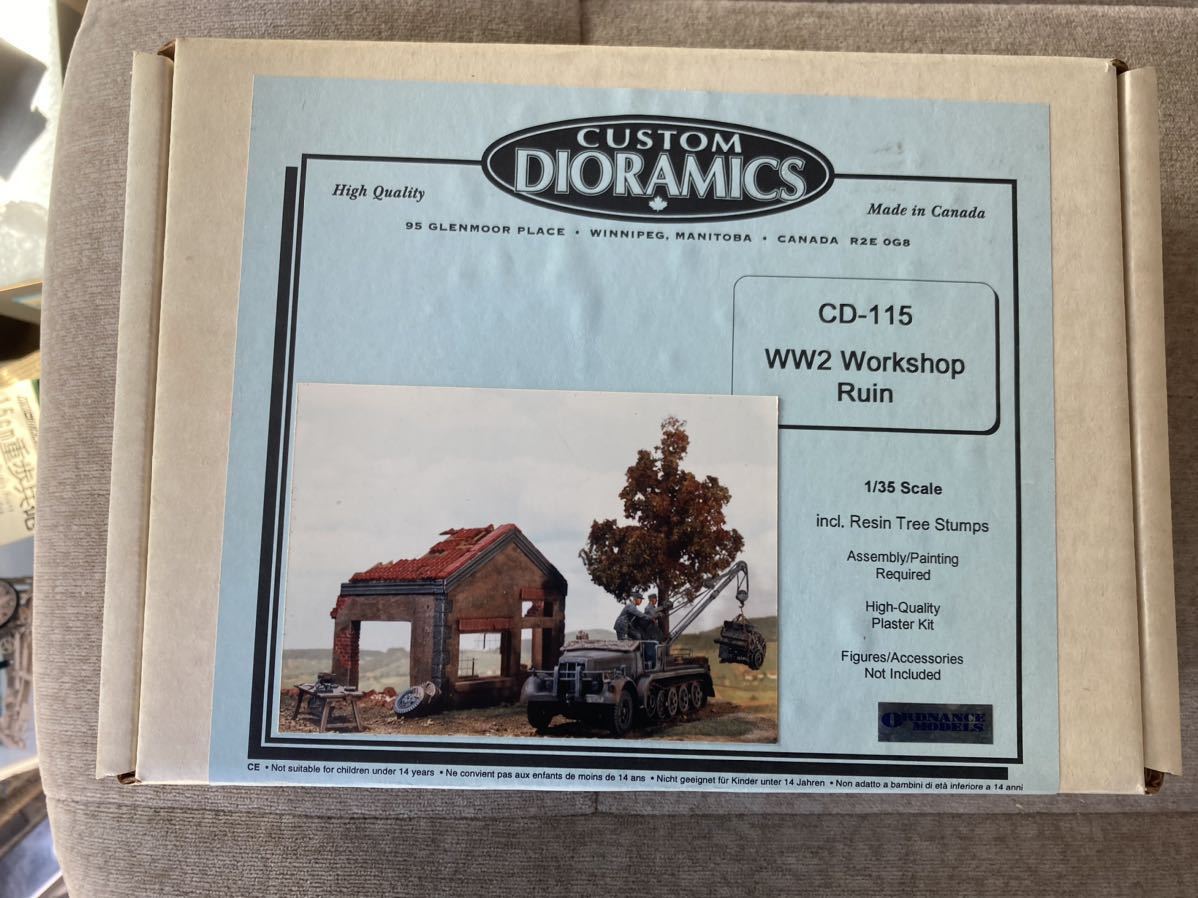 CUSTOM
DIORAMICS
High Quality
Made in Canada
95 GLENMOOR PLACE • WINNIPEG, MANITOBA • CANADA R2E 0G8
CD-115
WW2 Workshop
Ruin
1/35 Scale
incl. Resin Tree Stumps
Assembly/Painting
Required
High-Quality
Plaster Kit
Figures/Accessories
Not Included
ORDNANCE
MODELS
CE • Not suitable for children under 14 years • Ne convient pas aux enfants de moins de 14 ans • Nicht geeignet für Kinder unter 14 Jahren • Non adatto a bambini di età inferiore a 14 anni